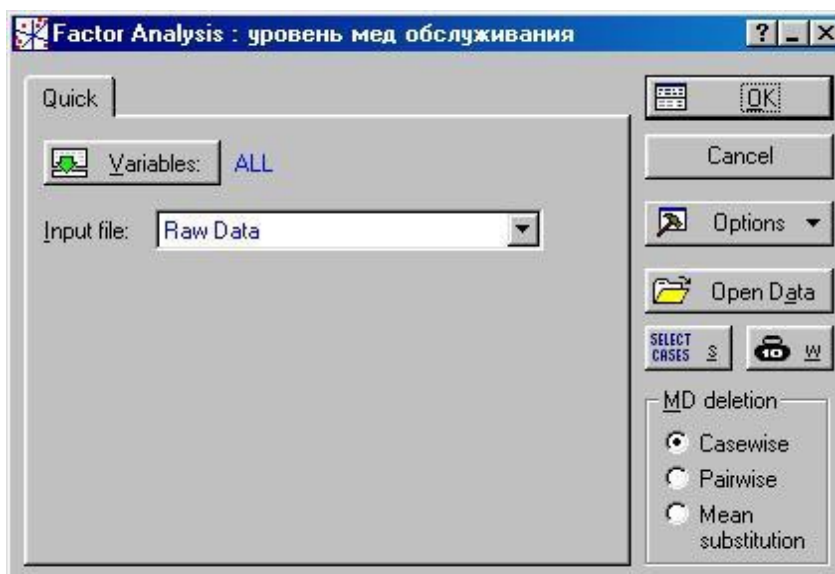 Factor Analysis : уровень мед обслуживания
Quick
Variables: ALL
Input file: Raw Data
OK
Cancel
Options
Open Data
SELECT
CASES S
10 W
MD deletion
Casewise
Pairwise
Mean
substitution